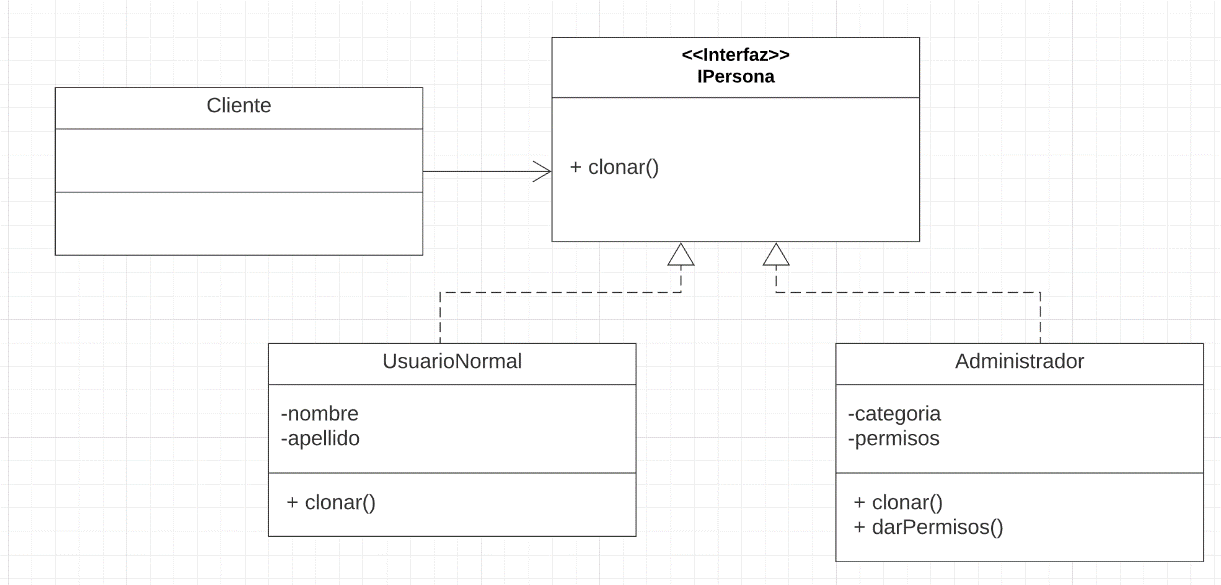 <<Interfaz>>
IPersona
+ clonar()
Cliente
UsuarioNormal
-nombre
-apellido
+ clonar()
Administrador
-categoria
-permisos
+ clonar()
+ darPermisos()